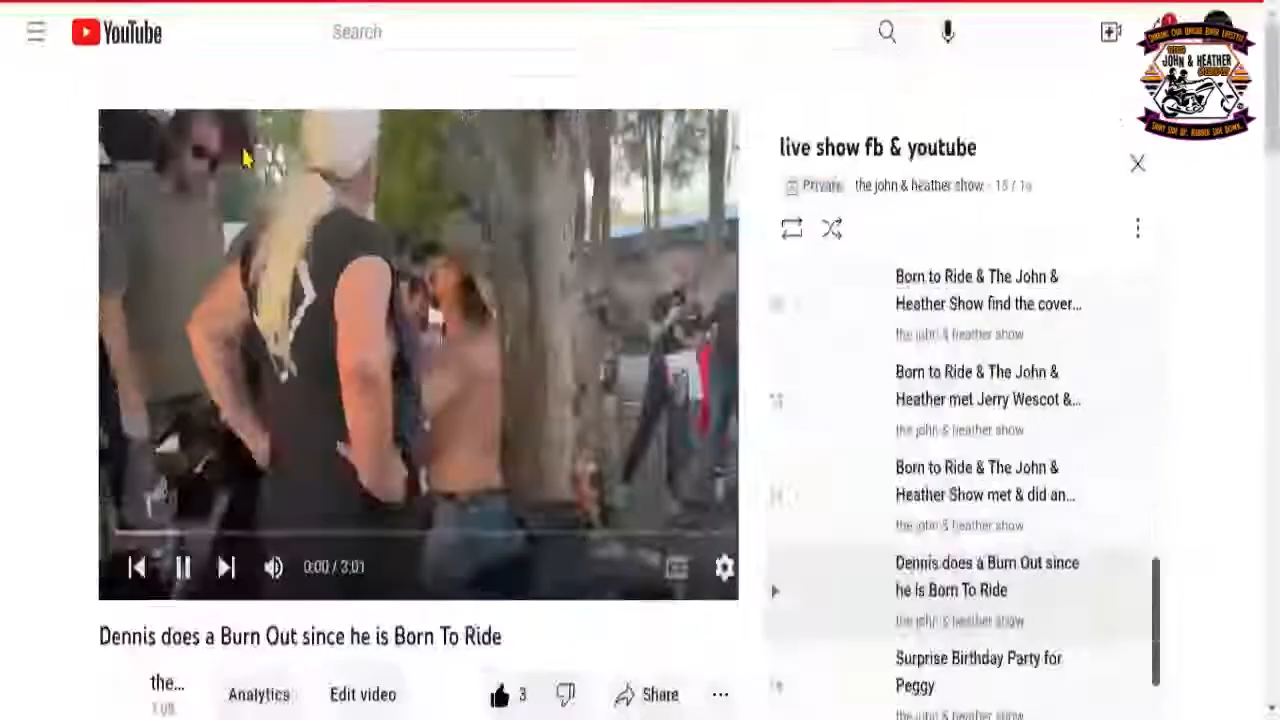 YouTube
Search
JOHN & HEATHER
live show fb & youtube
Private the john & heather show
Born to Ride & The John &
Heather Show find the cover...
the john & heather show
Born to Ride & The John &
Heather met Jerry Wescot &...
the john & heather show
Born to Ride & The John &
Heather Show met & did an...
the john & heather show
Dennis does a Burn Out since
he is Born To Ride
the john & heather show
Surprise Birthday Party for
Peggy
the john & heather show
0:00 / 3:01
Dennis does a Burn Out since he is Born To Ride
the...
Analytics
Edit video
3
Share